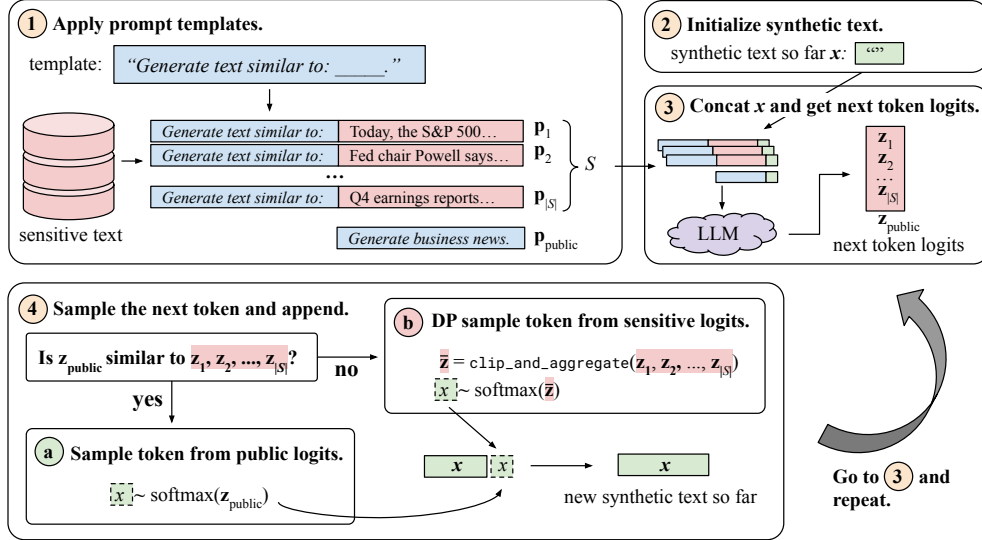 1 Apply prompt templates.
template: “Generate text similar to: _____.”
Generate text similar to: Today, the S&P 500… p1
Generate text similar to: Fed chair Powell says… p2
...
Generate text similar to: Q4 earnings reports… p|S|
S
sensitive text
Generate business news. ppublic
2 Initialize synthetic text.
synthetic text so far x: “”
3 Concat x and get next token logits.
z1
z2
...
z|S|
zpublic
LLM
next token logits
4 Sample the next token and append.
Is zpublic similar to z1, z2, ..., z|S|?
no
yes
b DP sample token from sensitive logits.
z̄ = clip_and_aggregate(z1, z2, ..., z|S|)
x ~ softmax(z̄)
a Sample token from public logits.
x ~ softmax(zpublic)
x x
x
new synthetic text so far
Go to 3 and
repeat.